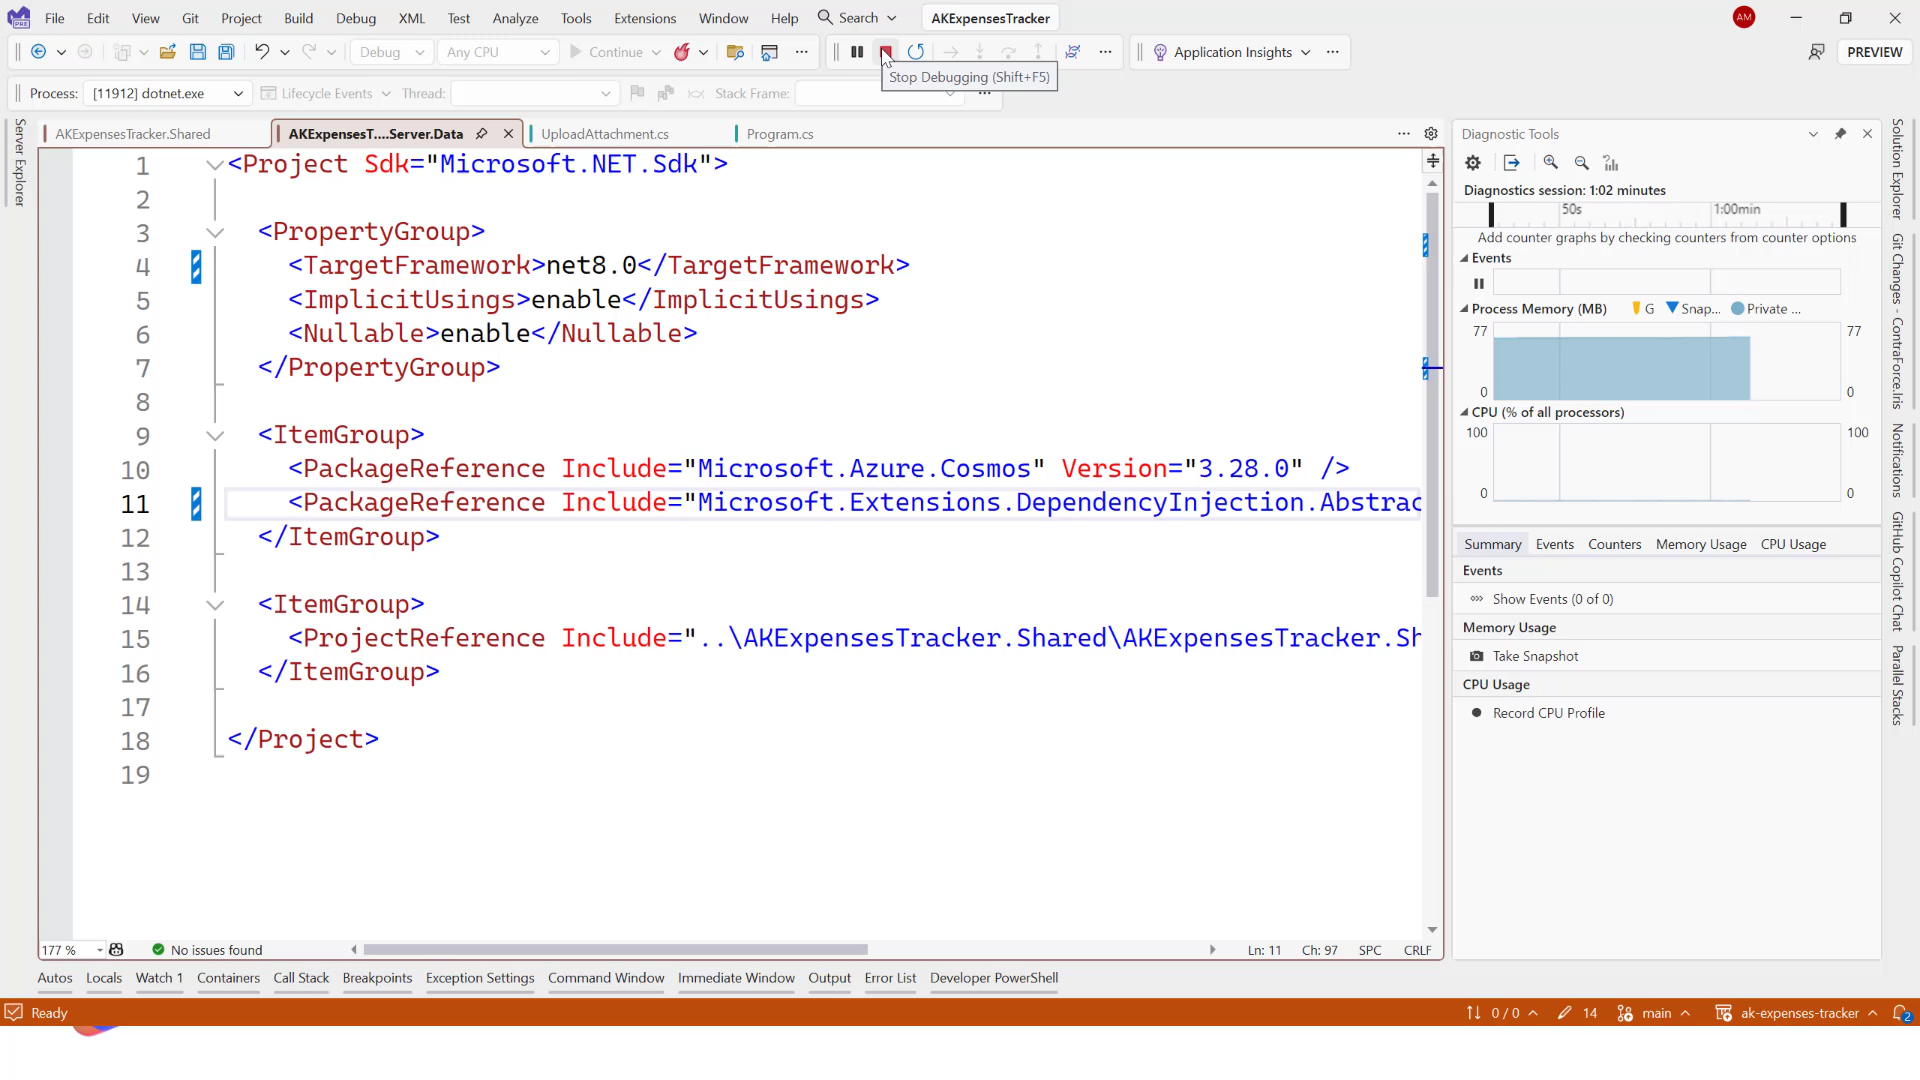 File Edit View Git Project Build Debug XML Test Analyze Tools Extensions Window Help Search AKExpensesTracker AM
Debug Any CPU Continue Application Insights PREVIEW
Stop Debugging (Shift+F5)
Process: [11912] dotnet.exe Lifecycle Events Thread: Stack Frame:
Server Explorer
AKExpensesTracker.Shared AKExpensesT....Server.Data UploadAttachment.cs Program.cs
1 <Project Sdk="Microsoft.NET.Sdk">
2
3 <PropertyGroup>
4 <TargetFramework>net8.0</TargetFramework>
5 <ImplicitUsings>enable</ImplicitUsings>
6 <Nullable>enable</Nullable>
7 </PropertyGroup>
8
9 <ItemGroup>
10 <PackageReference Include="Microsoft.Azure.Cosmos" Version="3.28.0" />
11 <PackageReference Include="Microsoft.Extensions.DependencyInjection.Abstrac
12 </ItemGroup>
13
14 <ItemGroup>
15 <ProjectReference Include="..\AKExpensesTracker.Shared\AKExpensesTracker.Sh
16 </ItemGroup>
17
18 </Project>
19
177 % No issues found Ln: 11 Ch: 97 SPC CRLF
Diagnostic Tools
Diagnostics session: 1:02 minutes
50s 1:00min
Add counter graphs by checking counters from counter options
Events
Process Memory (MB) G Snap... Private ...
77 77
0 0
CPU (% of all processors)
100 100
0 0
Summary Events Counters Memory Usage CPU Usage
Events
Show Events (0 of 0)
Memory Usage
Take Snapshot
CPU Usage
Record CPU Profile
Solution Explorer
Git Changes - ContraForce.Iris
Notifications
GitHub Copilot Chat
Parallel Stacks
Autos Locals Watch 1 Containers Call Stack Breakpoints Exception Settings Command Window Immediate Window Output Error List Developer PowerShell
Ready 0 / 0 14 main ak-expenses-tracker 2